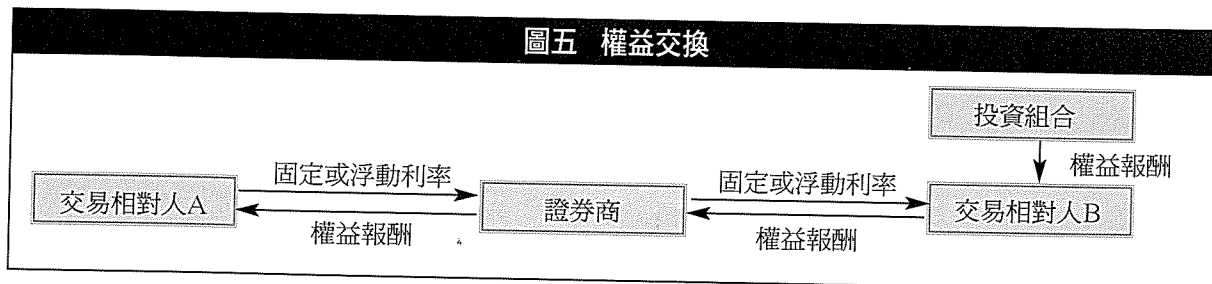 圖五 權益交換
投資組合
權益報酬
固定或浮動利率
固定或浮動利率
交易相對人A
證券商
交易相對人B
權益報酬
權益報酬